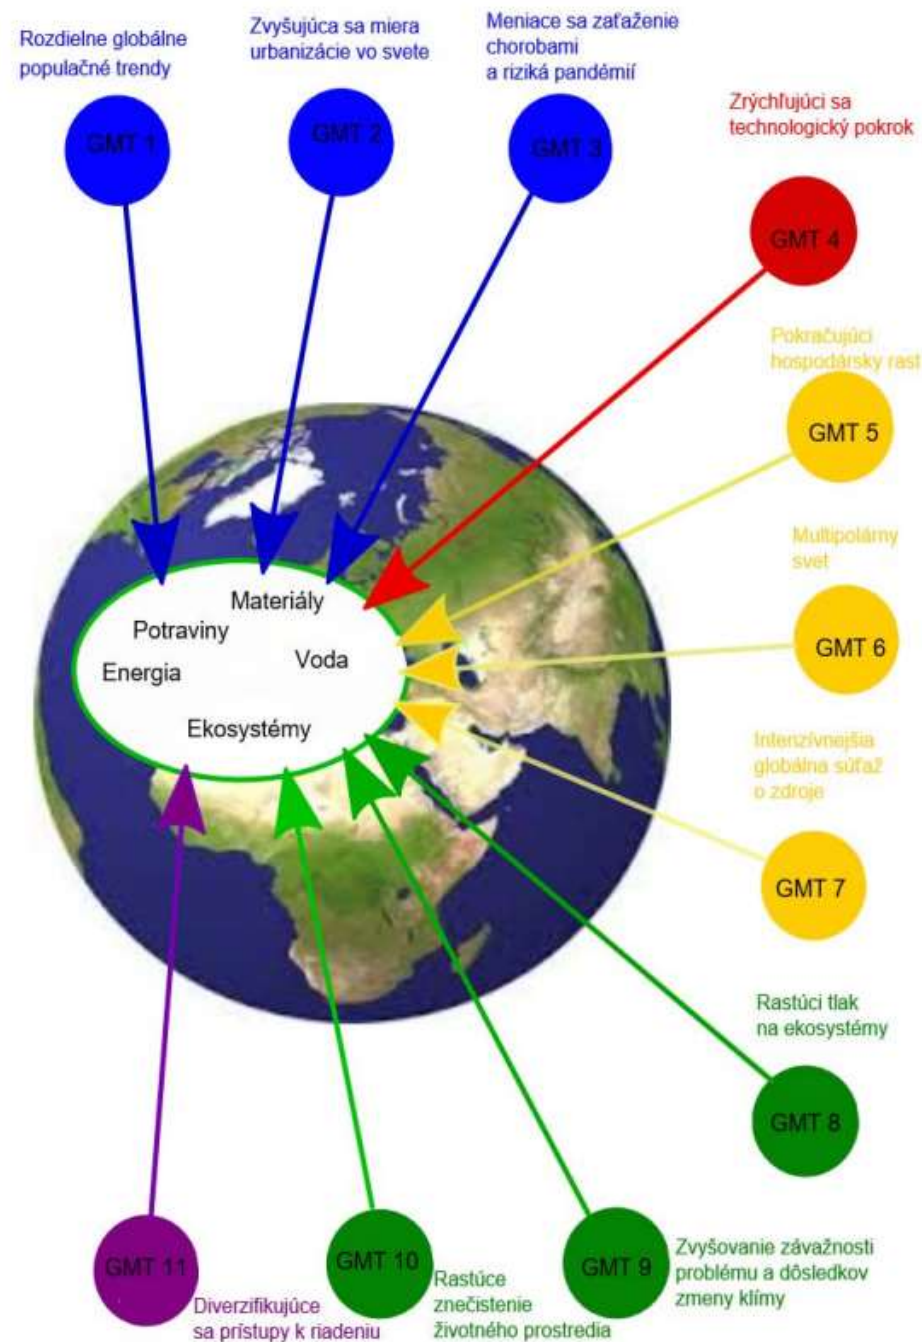 Rozdielne globálne
populačné trendy
GMT 1
Zvyšujúca sa miera
urbanizácie vo svete
GMT 2
Meniace sa zaťaženie
chorobami
a riziká pandémií
GMT 3
Zrýchľujúci sa
technologický pokrok
GMT 4
Pokračujúci
hospodársky rast
GMT 5
Multipolárny
svet
GMT 6
Intenzívnejšia
globálna súťaž
o zdroje
GMT 7
Materiály
Potraviny
Voda
Energia
Ekosystémy
Rastúci tlak
na ekosystémy
GMT 8
Zvyšovanie závažnosti
problému a dôsledkov
zmeny klímy
GMT 9
GMT 10
Rastúce
znečistenie
životného prostredia
GMT 11
Diverzifikujúce
sa prístupy k riadeniu